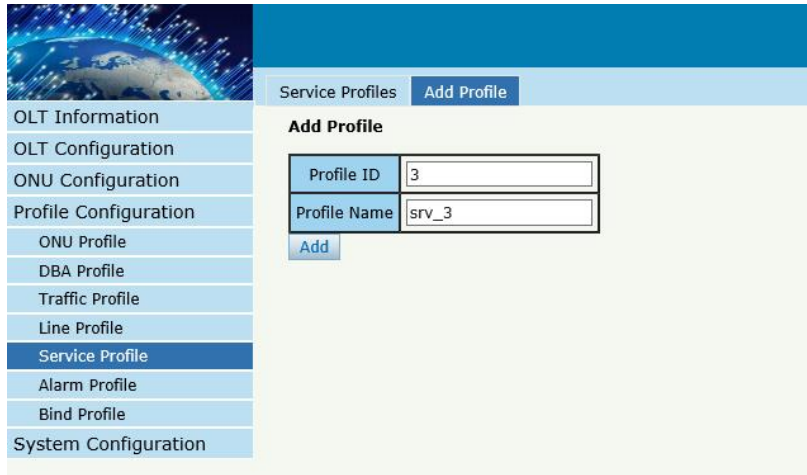 Service Profiles Add Profile
OLT Information
OLT Configuration
ONU Configuration
Profile Configuration
ONU Profile
DBA Profile
Traffic Profile
Line Profile
Service Profile
Alarm Profile
Bind Profile
System Configuration
Add Profile
Profile ID 3
Profile Name srv_3
Add